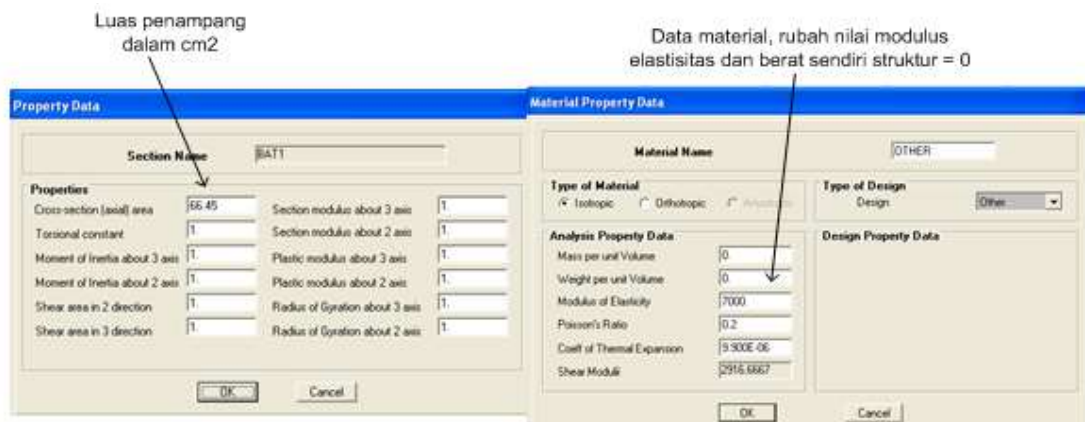 Luas penampang
dalam cm2
Data material, rubah nilai modulus
elastisitas dan berat sendiri struktur = 0
Property Data
Section Name
BAT1
Properties
Cross-section (axial) area
66.45
Torsional constant
1.
Moment of Inertia about 3 axis
1.
Moment of Inertia about 2 axis
1.
Shear area in 2 direction
1.
Shear area in 3 direction
1.
Section modulus about 3 axis
1.
Section modulus about 2 axis
1.
Plastic modulus about 3 axis
1.
Plastic modulus about 2 axis
1.
Radius of Gyration about 3 axis
1.
Radius of Gyration about 2 axis
1.
OK
Cancel
Material Property Data
Material Name
OTHER
Type of Material
Isotropic
Orthotropic
Type of Design
Design
Other
Analysis Property Data
Mass per unit Volume
0.
Weight per unit Volume
0.
Modulus of Elasticity
7000
Poisson's Ratio
0.2
Coeff of Thermal Expansion
9.900E-06
Shear Modulii
2916.6667
Design Property Data
OK
Cancel